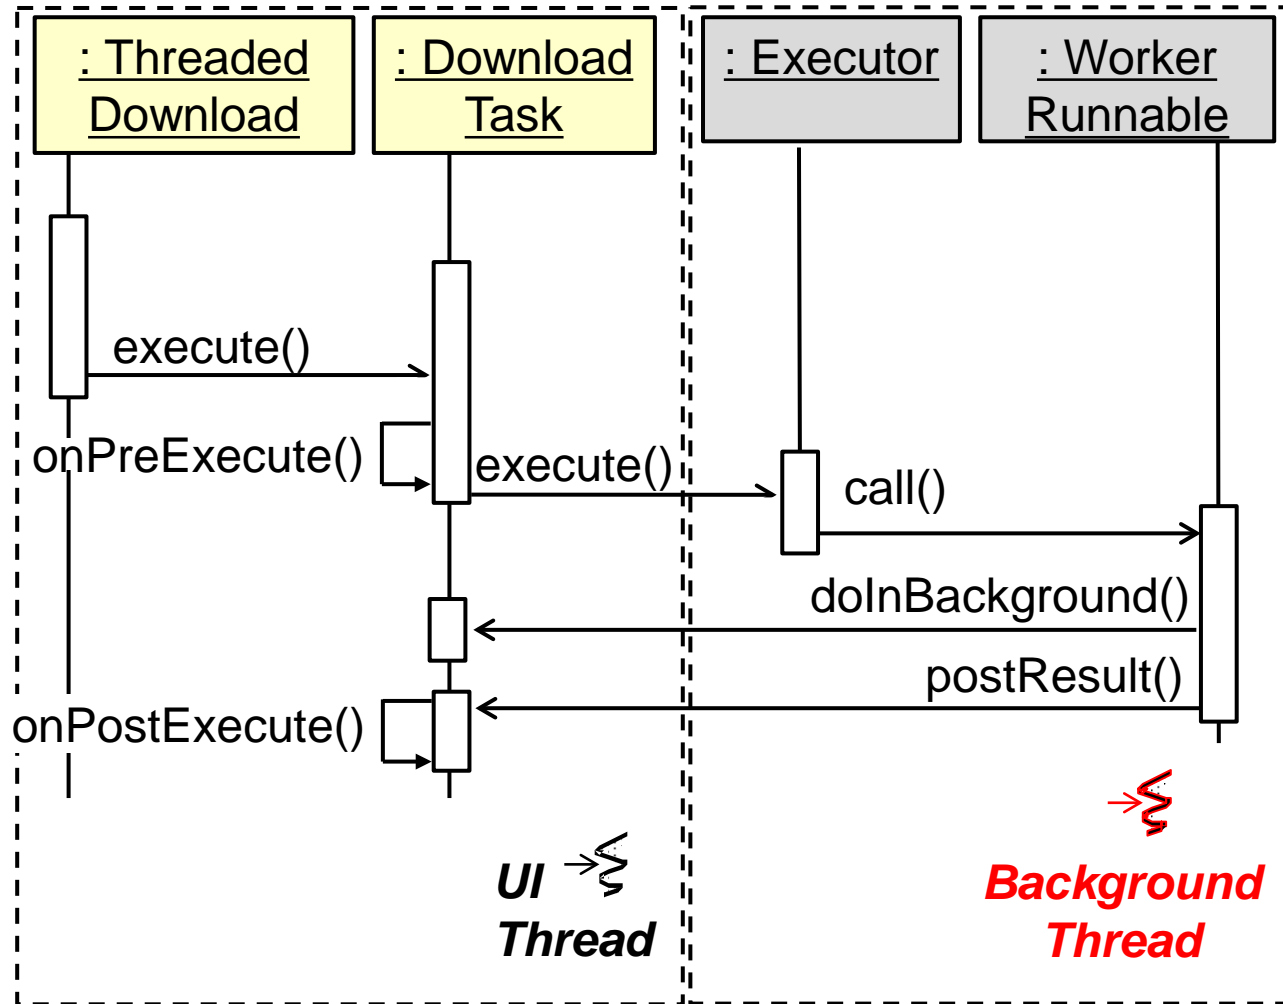 : Threaded
Download
: Download
Task
: Executor
: Worker
Runnable
execute()
onPreExecute()
execute()
call()
doInBackground()
postResult()
onPostExecute()
UI
Thread
Background
Thread